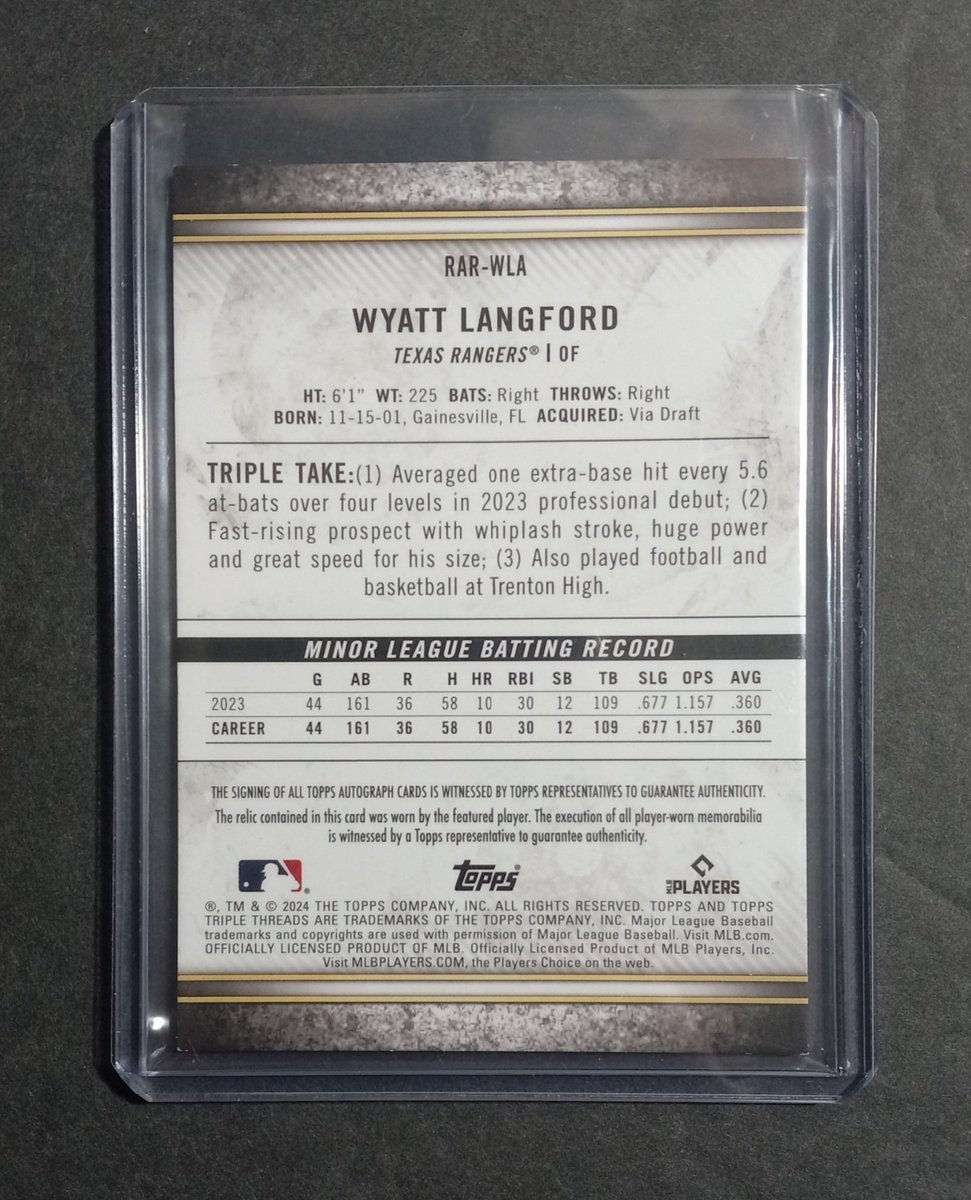 RAR-WLA
WYATT LANGFORD
TEXAS RANGERS® | OF
HT: 6'1" WT: 225 BATS: Right THROWS: Right
BORN: 11-15-01, Gainesville, FL ACQUIRED: Via Draft
TRIPLE TAKE:(1) Averaged one extra-base hit every 5.6
at-bats over four levels in 2023 professional debut; (2)
Fast-rising prospect with whiplash stroke, huge power
and great speed for his size; (3) Also played football and
basketball at Trenton High.
MINOR LEAGUE BATTING RECORD
G AB R H HR RBI SB TB SLG OPS AVG
2023 44 161 36 58 10 30 12 109 .677 1.157 .360
CAREER 44 161 36 58 10 30 12 109 .677 1.157 .360
THE SIGNING OF ALL TOPPS AUTOGRAPH CARDS IS WITNESSED BY TOPPS REPRESENTATIVES TO GUARANTEE AUTHENTICITY.
The relic contained in this card was worn by the featured player. The execution of all player-worn memorabilia
is witnessed by a Topps representative to guarantee authenticity.
® topps® MLB PLAYERS
®, TM & © 2024 THE TOPPS COMPANY, INC. ALL RIGHTS RESERVED. TOPPS AND TOPPS
TRIPLE THREADS ARE TRADEMARKS OF THE TOPPS COMPANY, INC. Major League Baseball
trademarks and copyrights are used with permission of Major League Baseball. Visit MLB.com.
OFFICIALLY LICENSED PRODUCT OF MLB. Officially Licensed Product of MLB Players, Inc.
Visit MLBPLAYERS.COM, the Players Choice on the web.